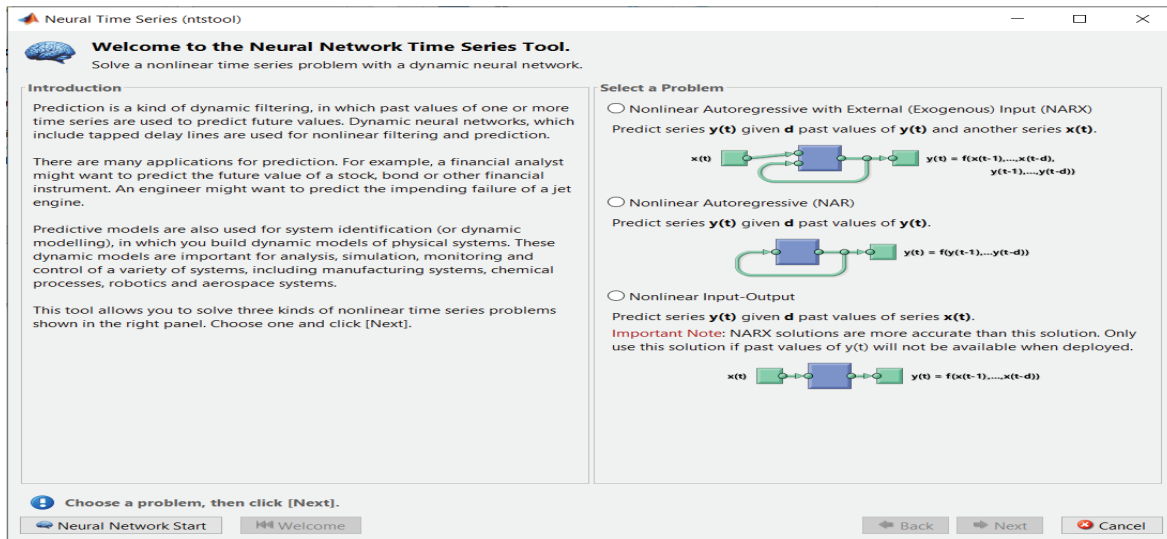 Neural Time Series (ntstool)
Welcome to the Neural Network Time Series Tool.
Solve a nonlinear time series problem with a dynamic neural network.
Introduction
Prediction is a kind of dynamic filtering, in which past values of one or more
time series are used to predict future values. Dynamic neural networks, which
include tapped delay lines are used for nonlinear filtering and prediction.
There are many applications for prediction. For example, a financial analyst
might want to predict the future value of a stock, bond or other financial
instrument. An engineer might want to predict the impending failure of a jet
engine.
Predictive models are also used for system identification (or dynamic
modelling), in which you build dynamic models of physical systems. These
dynamic models are important for analysis, simulation, monitoring and
control of a variety of systems, including manufacturing systems, chemical
processes, robotics and aerospace systems.
This tool allows you to solve three kinds of nonlinear time series problems
shown in the right panel. Choose one and click [Next].
Select a Problem
Nonlinear Autoregressive with External (Exogenous) Input (NARX)
Predict series y(t) given d past values of y(t) and another series x(t).
x(t)
y(t) = f(x(t-1),...,x(t-d),
y(t-1),...,y(t-d))
Nonlinear Autoregressive (NAR)
Predict series y(t) given d past values of y(t).
y(t) = f(y(t-1),...y(t-d))
Nonlinear Input-Output
Predict series y(t) given d past values of series x(t).
Important Note: NARX solutions are more accurate than this solution. Only
use this solution if past values of y(t) will not be available when deployed.
x(t)
y(t) = f(x(t-1),...,x(t-d))
Choose a problem, then click [Next].
Neural Network Start
Welcome
Back
Next
Cancel